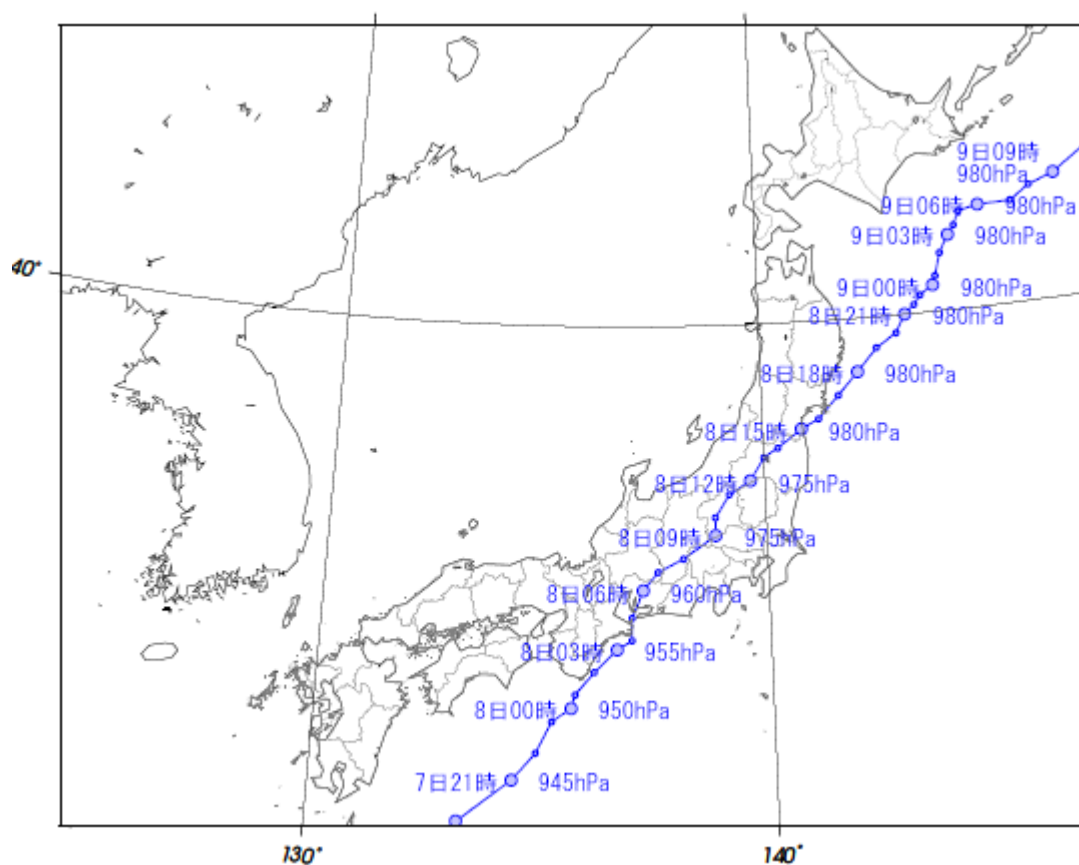 9日09時
980hPa
9日06時 980hPa
9日03時 980hPa
40°
9日00時 980hPa
8日21時 980hPa
8日18時 980hPa
8日15時 980hPa
8日12時 975hPa
8日09時 975hPa
8日06時 960hPa
8日03時 955hPa
8日00時 950hPa
7日21時 945hPa
130° 140°